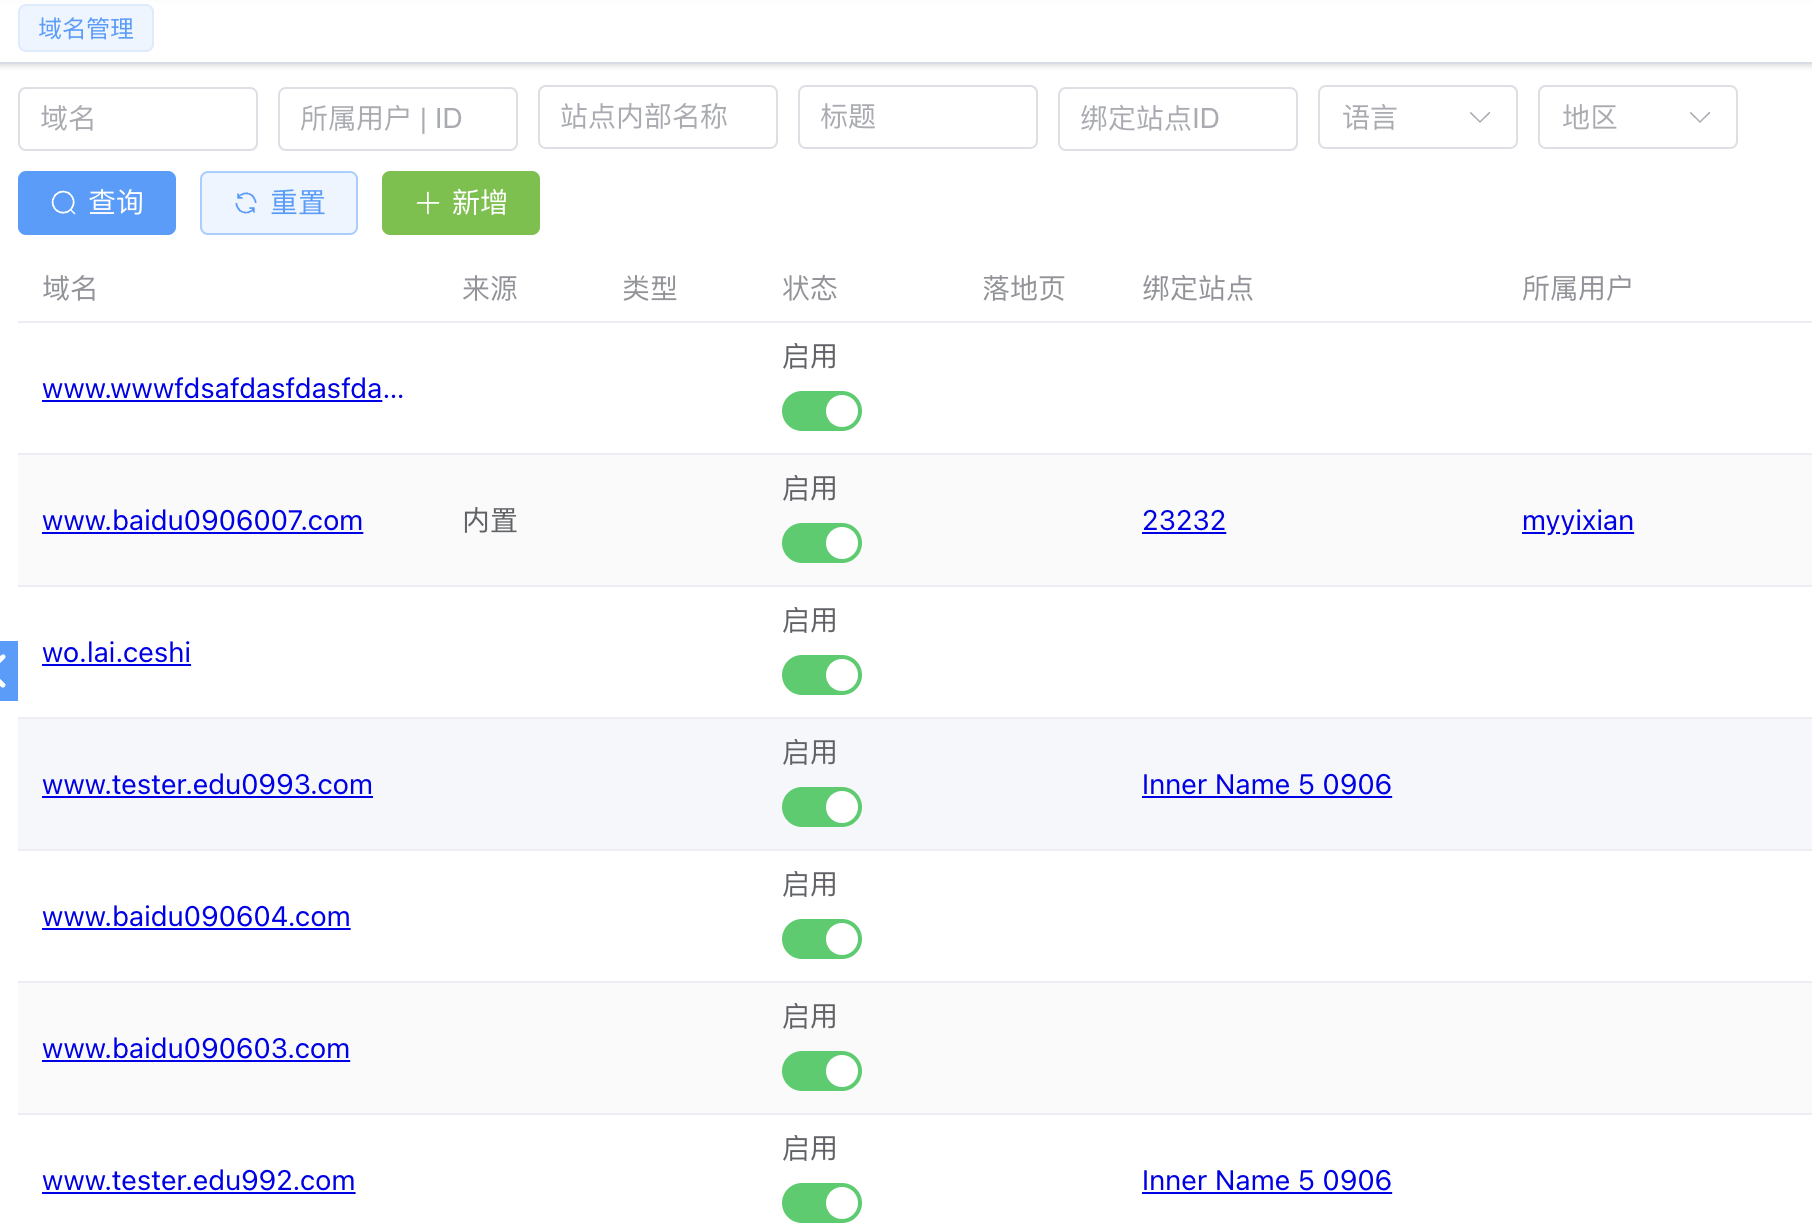 域名管理
域名 所属用户 | ID 站点内部名称 标题 绑定站点ID 语言 地区
查询 重置 新增
域名 来源 类型 状态 落地页 绑定站点 所属用户
启用
www.wwwfdsafdasfdasfda...
启用
www.baidu0906007.com 内置 23232 myyixian
启用
wo.lai.ceshi
启用
www.tester.edu0993.com Inner Name 5 0906
启用
www.baidu090604.com
启用
www.baidu090603.com
启用
www.tester.edu992.com Inner Name 5 0906